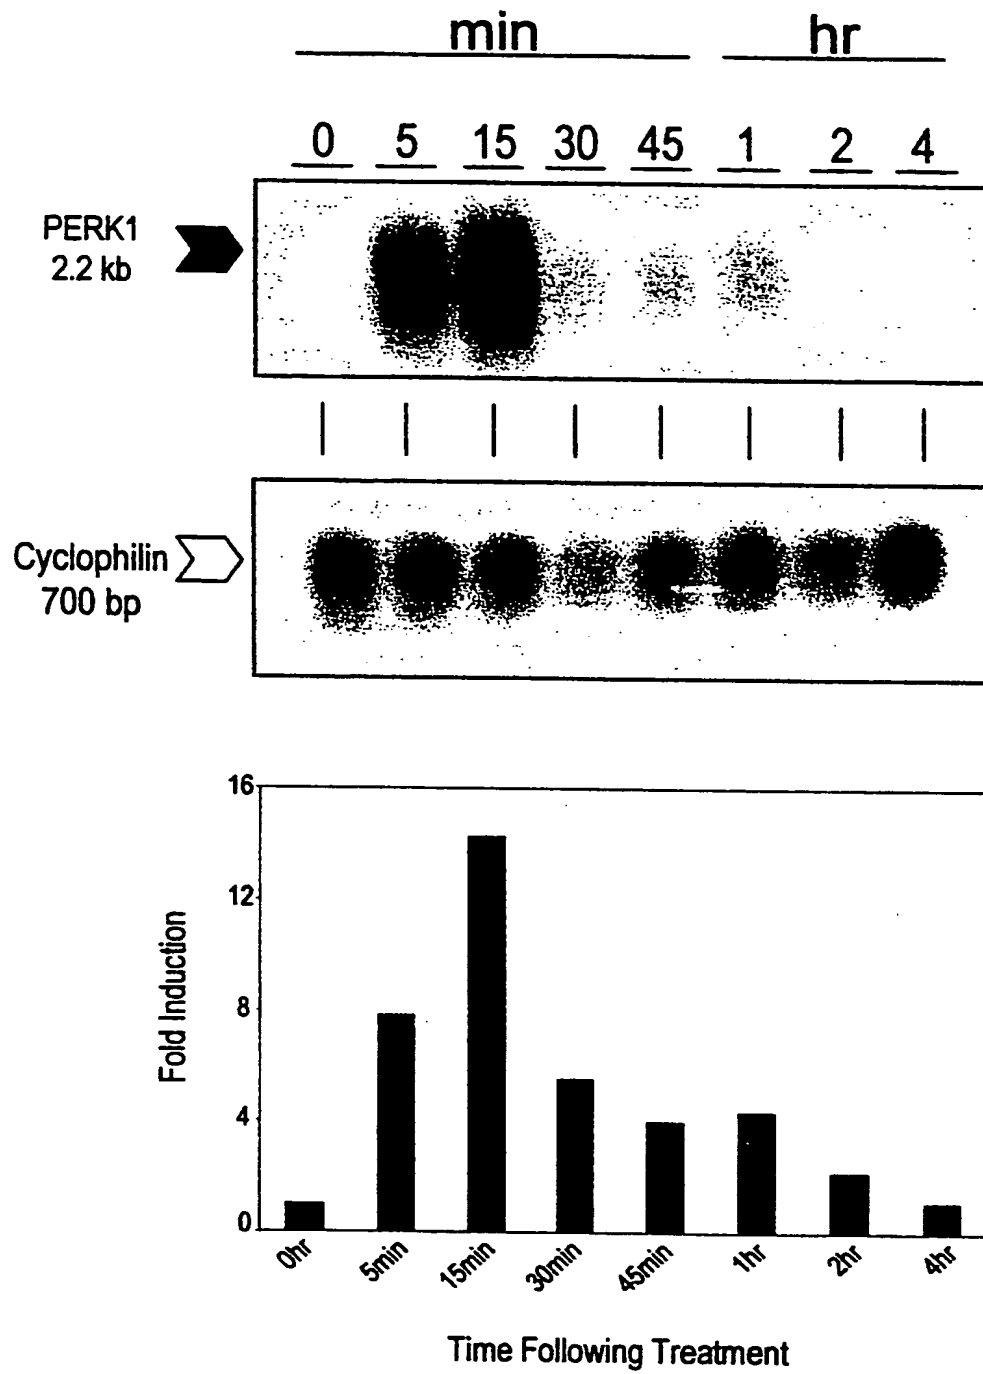 min hr
0 5 15 30 45 1 2 4
PERK1
2.2 kb
Cyclophilin
700 bp
16
12
8
4
0
Fold Induction
0hr 5min 15min 30min 45min 1hr 2hr 4hr
Time Following Treatment